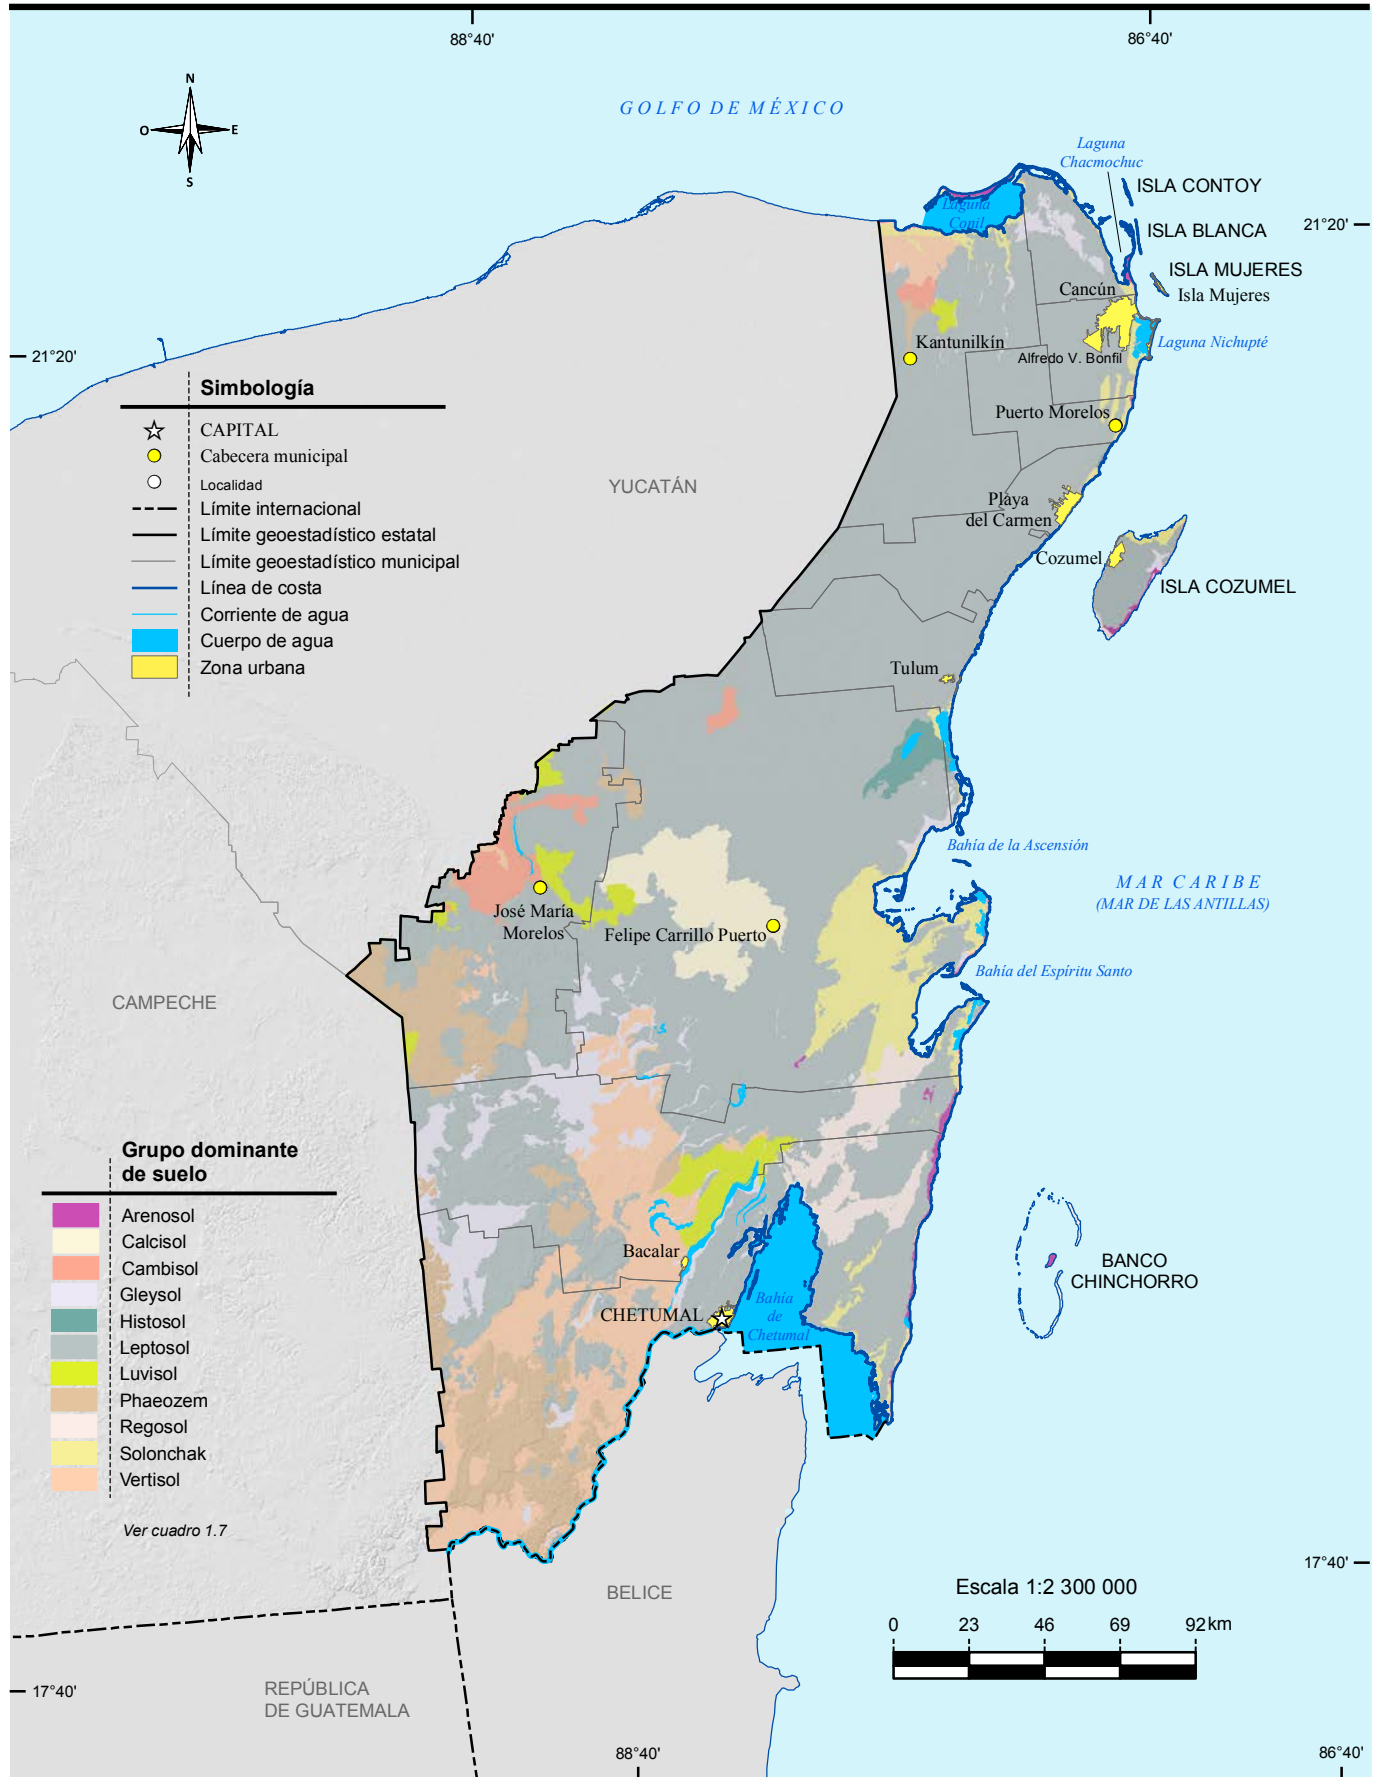 88°40'
86°40'
N
O
E
S
GOLFO DE MÉXICO
Laguna
Chacmochuc
ISLA CONTOY
Laguna
Conil
21°20'
ISLA BLANCA
ISLA MUJERES
Isla Mujeres
Cancún
Kantunilkín
Laguna Nichupté
Alfredo V. Bonfil
21°20'
Puerto Morelos
Simbología
CAPITAL
Cabecera municipal
Localidad
Límite internacional
Límite geoestadístico estatal
Límite geoestadístico municipal
Línea de costa
Corriente de agua
Cuerpo de agua
Zona urbana
YUCATÁN
Playa
del Carmen
Cozumel
ISLA COZUMEL
Tulum
Bahía de la Ascensión
MAR CARIBE
(MAR DE LAS ANTILLAS)
José María
Morelos
Felipe Carrillo Puerto
Bahía del Espíritu Santo
CAMPECHE
Grupo dominante
de suelo
Arenosol
Calcisol
Cambisol
Gleysol
Histosol
Leptosol
Luvisol
Phaeozem
Regosol
Solonchak
Vertisol
Ver cuadro 1.7
Bacalar
CHETUMAL
Bahía
de
Chetumal
BANCO
CHINCHORRO
17°40'
BELICE
Escala 1:2 300 000
0 23 46 69 92 km
17°40'
REPÚBLICA
DE GUATEMALA
88°40'
86°40'